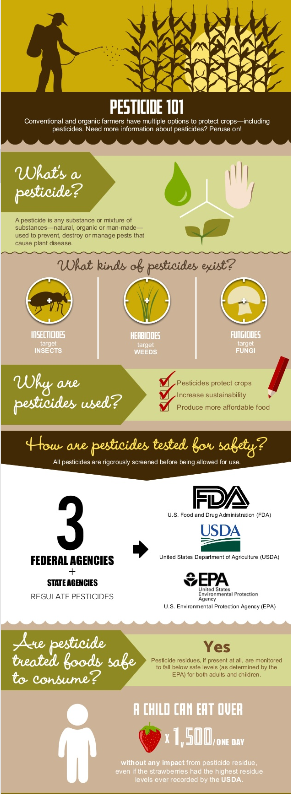 PESTICIDE 101
Conventional and organic farmers have multiple options to protect crops—including
pesticides. Need more information about pesticides? Peruse on!
What's a
pesticide?
A pesticide is any substance or mixture of
substances—natural, organic or man-made—
used to prevent, destroy or manage pests that
cause plant disease.
What kinds of pesticides exist?
INSECTICIDES
target
INSECTS
HERBICIDES
target
WEEDS
FUNGICIDES
target
FUNGI
Why are
pesticides used?
Pesticides protect crops
Increase sustainability
Produce more affordable food
How are pesticides tested for safety?
All pesticides are rigorously screened before being allowed for use.
3
FEDERAL AGENCIES
+
STATE AGENCIES
REGULATE PESTICIDES
FDA
U.S. Food and Drug Administration (FDA)
USDA
United States Department of Agriculture (USDA)
EPA
United States
Environmental Protection
Agency
U.S. Environmental Protection Agency (EPA)
Are pesticide
treated foods safe
to consume?
Yes
Pesticide residues, if present at all, are monitored
to fall below safe levels (as determined by the
EPA) for both adults and children.
A CHILD CAN EAT OVER
x 1,500/ONE DAY
without any impact from pesticide residue,
even if the strawberries had the highest residue
levels ever recorded by the USDA.